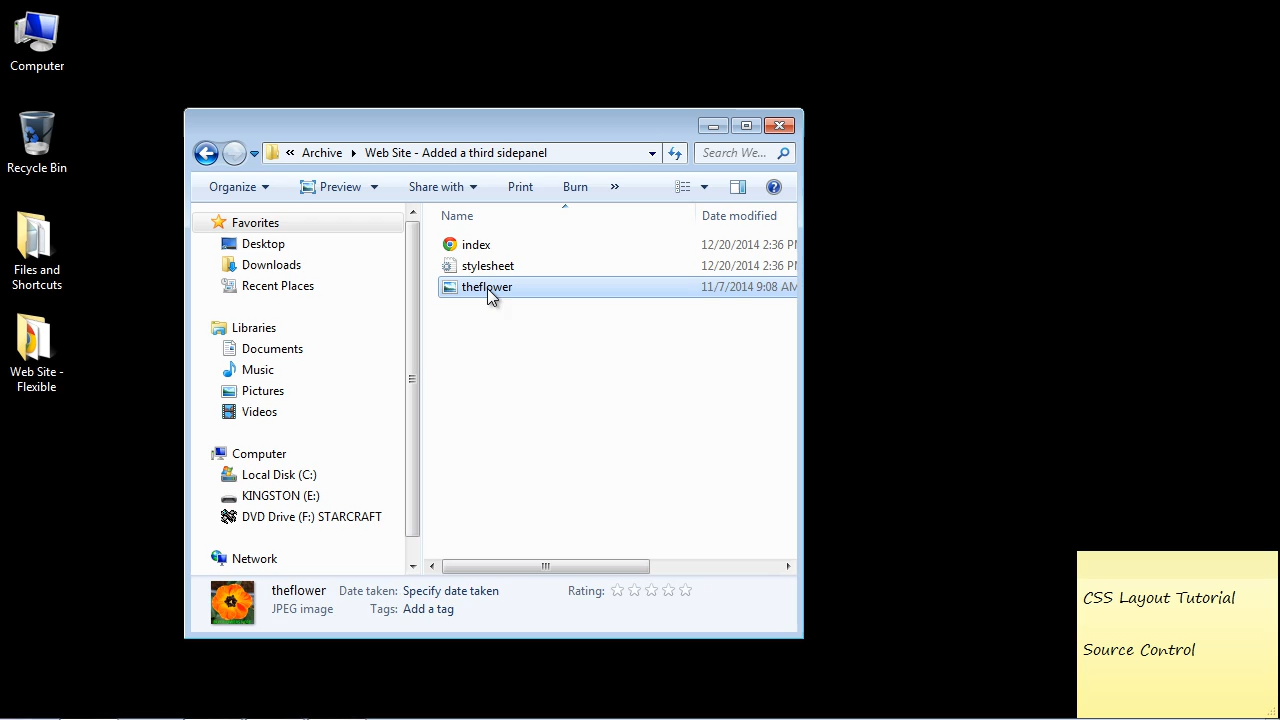 Computer
Recycle Bin
Files and
Shortcuts
Web Site -
Flexible
« Archive Web Site - Added a third sidepanel
Search We...
Organize Preview Share with Print Burn »
Favorites
Desktop
Downloads
Recent Places
Libraries
Documents
Music
Pictures
Videos
Computer
Local Disk (C:)
KINGSTON (E:)
DVD Drive (F:) STARCRAFT
Network
Name Date modified
index 12/20/2014 2:36 PM
stylesheet 12/20/2014 2:36 PM
theflower 11/7/2014 9:08 AM
theflower Date taken: Specify date taken Rating:
JPEG image Tags: Add a tag
CSS Layout Tutorial
Source Control